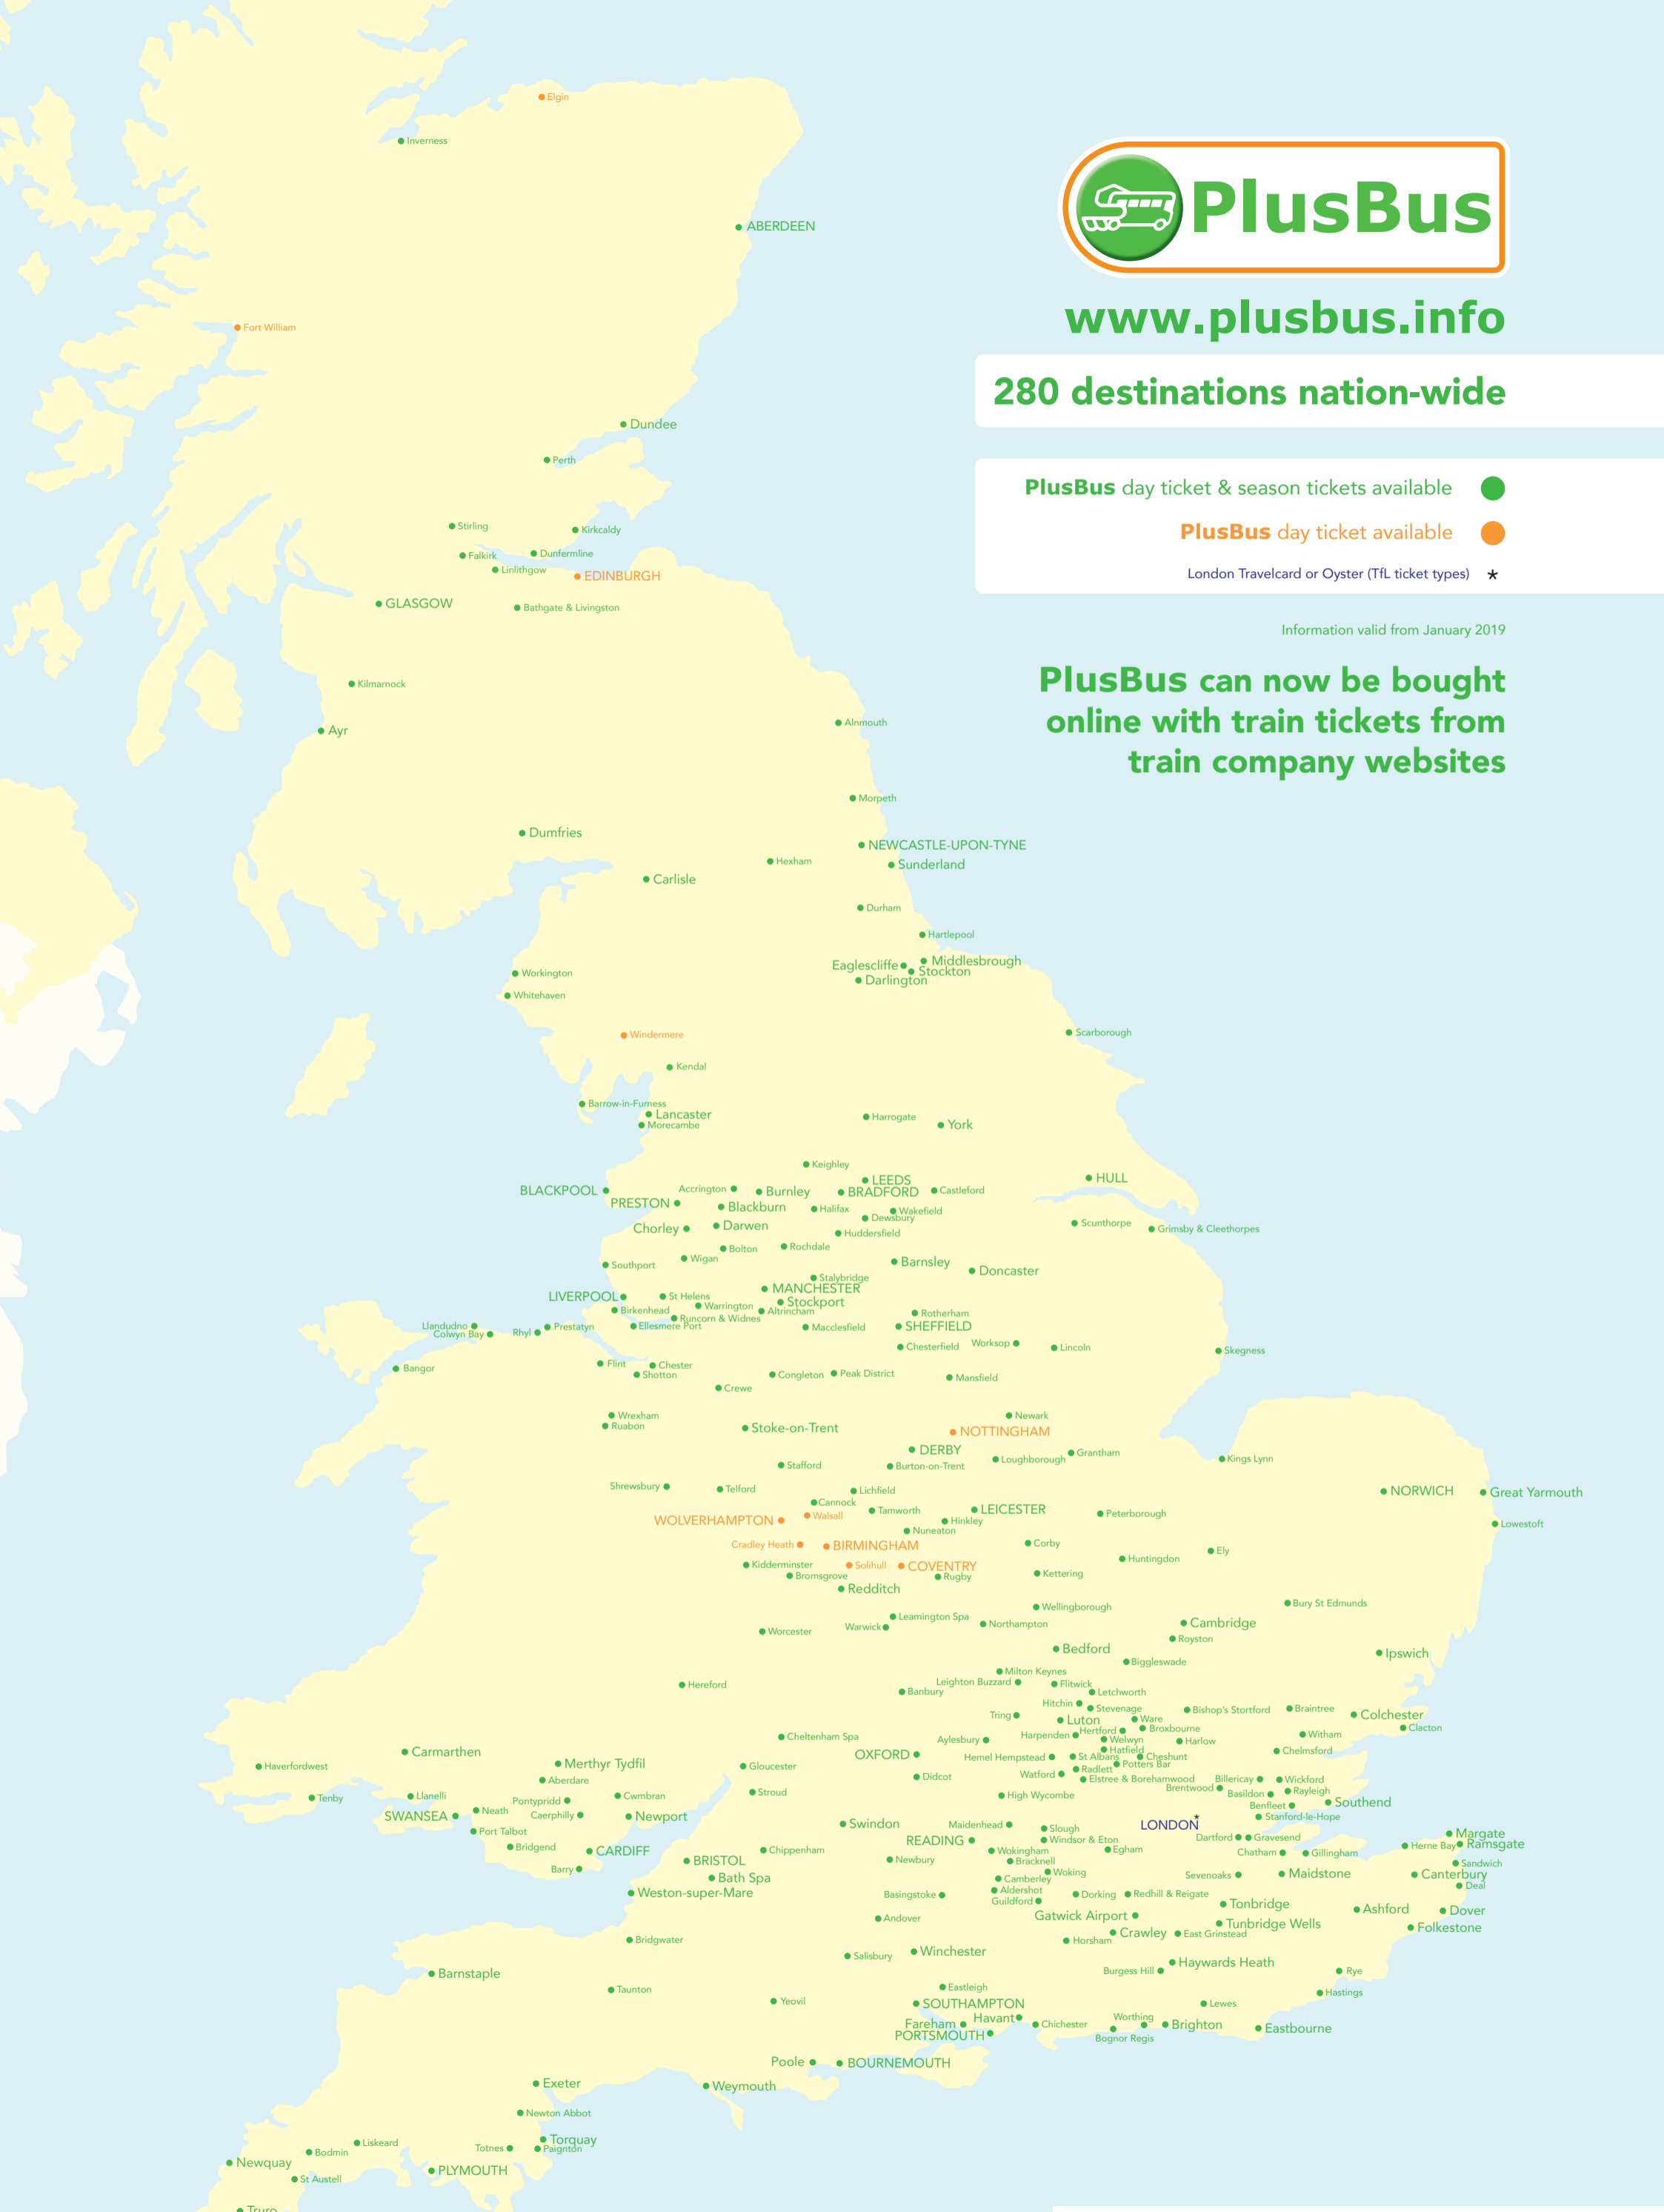 Elgin
Inverness
PlusBus
ABERDEEN
www.plusbus.info
Fort William
280 destinations nation-wide
Dundee
Perth
PlusBus day ticket & season tickets available
Stirling
Kirkcaldy
PlusBus day ticket available
Falkirk
Dunfermline
Linlithgow
EDINBURGH
London Travelcard or Oyster (TfL ticket types) *
GLASGOW
Bathgate & Livingston
Information valid from January 2019
Kilmarnock
PlusBus can now be bought
online with train tickets from
train company websites
Alnmouth
Ayr
Morpeth
Dumfries
NEWCASTLE-UPON-TYNE
Hexham
Sunderland
Carlisle
Durham
Hartlepool
Middlesbrough
Eaglescliffe
Stockton
Workington
Darlington
Whitehaven
Scarborough
Windermere
Kendal
Barrow-in-Furness
Lancaster
Harrogate
Morecambe
York
Keighley
HULL
LEEDS
Accrington
BLACKPOOL
Burnley
BRADFORD
Castleford
PRESTON
Blackburn
Halifax
Wakefield
Dewsbury
Scunthorpe
Chorley
Darwen
Grimsby & Cleethorpes
Huddersfield
Bolton
Rochdale
Wigan
Barnsley
Southport
Doncaster
Stalybridge
MANCHESTER
LIVERPOOL
St Helens
Stockport
Warrington
Birkenhead
Altrincham
Rotherham
Runcorn & Widnes
Llandudno
Prestatyn
Ellesmere Port
Macclesfield
SHEFFIELD
Colwyn Bay
Rhyl
Worksop
Chesterfield
Lincoln
Skegness
Flint
Chester
Bangor
Shotton
Congleton
Peak District
Mansfield
Crewe
Wrexham
Newark
Ruabon
Stoke-on-Trent
NOTTINGHAM
DERBY
Grantham
Loughborough
Kings Lynn
Stafford
Burton-on-Trent
Shrewsbury
Telford
Lichfield
NORWICH
Great Yarmouth
Cannock
Tamworth
LEICESTER
Peterborough
Walsall
WOLVERHAMPTON
Hinkley
Lowestoft
Nuneaton
Cradley Heath
BIRMINGHAM
Corby
Ely
Huntingdon
Kidderminster
Solihull
COVENTRY
Bromsgrove
Rugby
Kettering
Redditch
Bury St Edmunds
Wellingborough
Leamington Spa
Warwick
Northampton
Cambridge
Worcester
Royston
Bedford
Ipswich
Biggleswade
Milton Keynes
Leighton Buzzard
Flitwick
Hereford
Banbury
Letchworth
Hitchin
Stevenage
Bishop's Stortford
Braintree
Tring
Luton
Ware
Colchester
Hertford
Broxbourne
Clacton
Cheltenham Spa
Harpenden
Witham
Aylesbury
Welwyn
Harlow
Carmarthen
OXFORD
Hatfield
Chelmsford
Hemel Hempstead
St Albans
Cheshunt
Merthyr Tydfil
Potters Bar
Haverfordwest
Gloucester
Radlett
Watford
Aberdare
Didcot
Elstree & Borehamwood
Billericay
Wickford
Brentwood
Stroud
Rayleigh
Basildon
Tenby
Llanelli
Cwmbran
High Wycombe
Pontypridd
Southend
Benfleet
Neath
SWANSEA
Caerphilly
Newport
Stanford-le-Hope
Swindon
Maidenhead
LONDON*
Port Talbot
Slough
Margate
READING
Windsor & Eton
Dartford
Gravesend
Ramsgate
Herne Bay
Bridgend
CARDIFF
Chippenham
Wokingham
Egham
Chatham
Gillingham
BRISTOL
Newbury
Bracknell
Sandwich
Barry
Woking
Bath Spa
Camberley
Sevenoaks
Maidstone
Canterbury
Deal
Weston-super-Mare
Basingstoke
Aldershot
Dorking
Redhill & Reigate
Guildford
Tonbridge
Ashford
Dover
Gatwick Airport
Andover
Tunbridge Wells
Folkestone
Crawley
East Grinstead
Bridgwater
Horsham
Winchester
Salisbury
Haywards Heath
Barnstaple
Burgess Hill
Rye
Taunton
Eastleigh
Hastings
Yeovil
SOUTHAMPTON
Lewes
Havant
Worthing
Fareham
Chichester
Brighton
Eastbourne
PORTSMOUTH
Bognor Regis
Poole
BOURNEMOUTH
Exeter
Weymouth
Newton Abbot
Torquay
Liskeard
Totnes
Paignton
Bodmin
Newquay
PLYMOUTH
St Austell
Truro